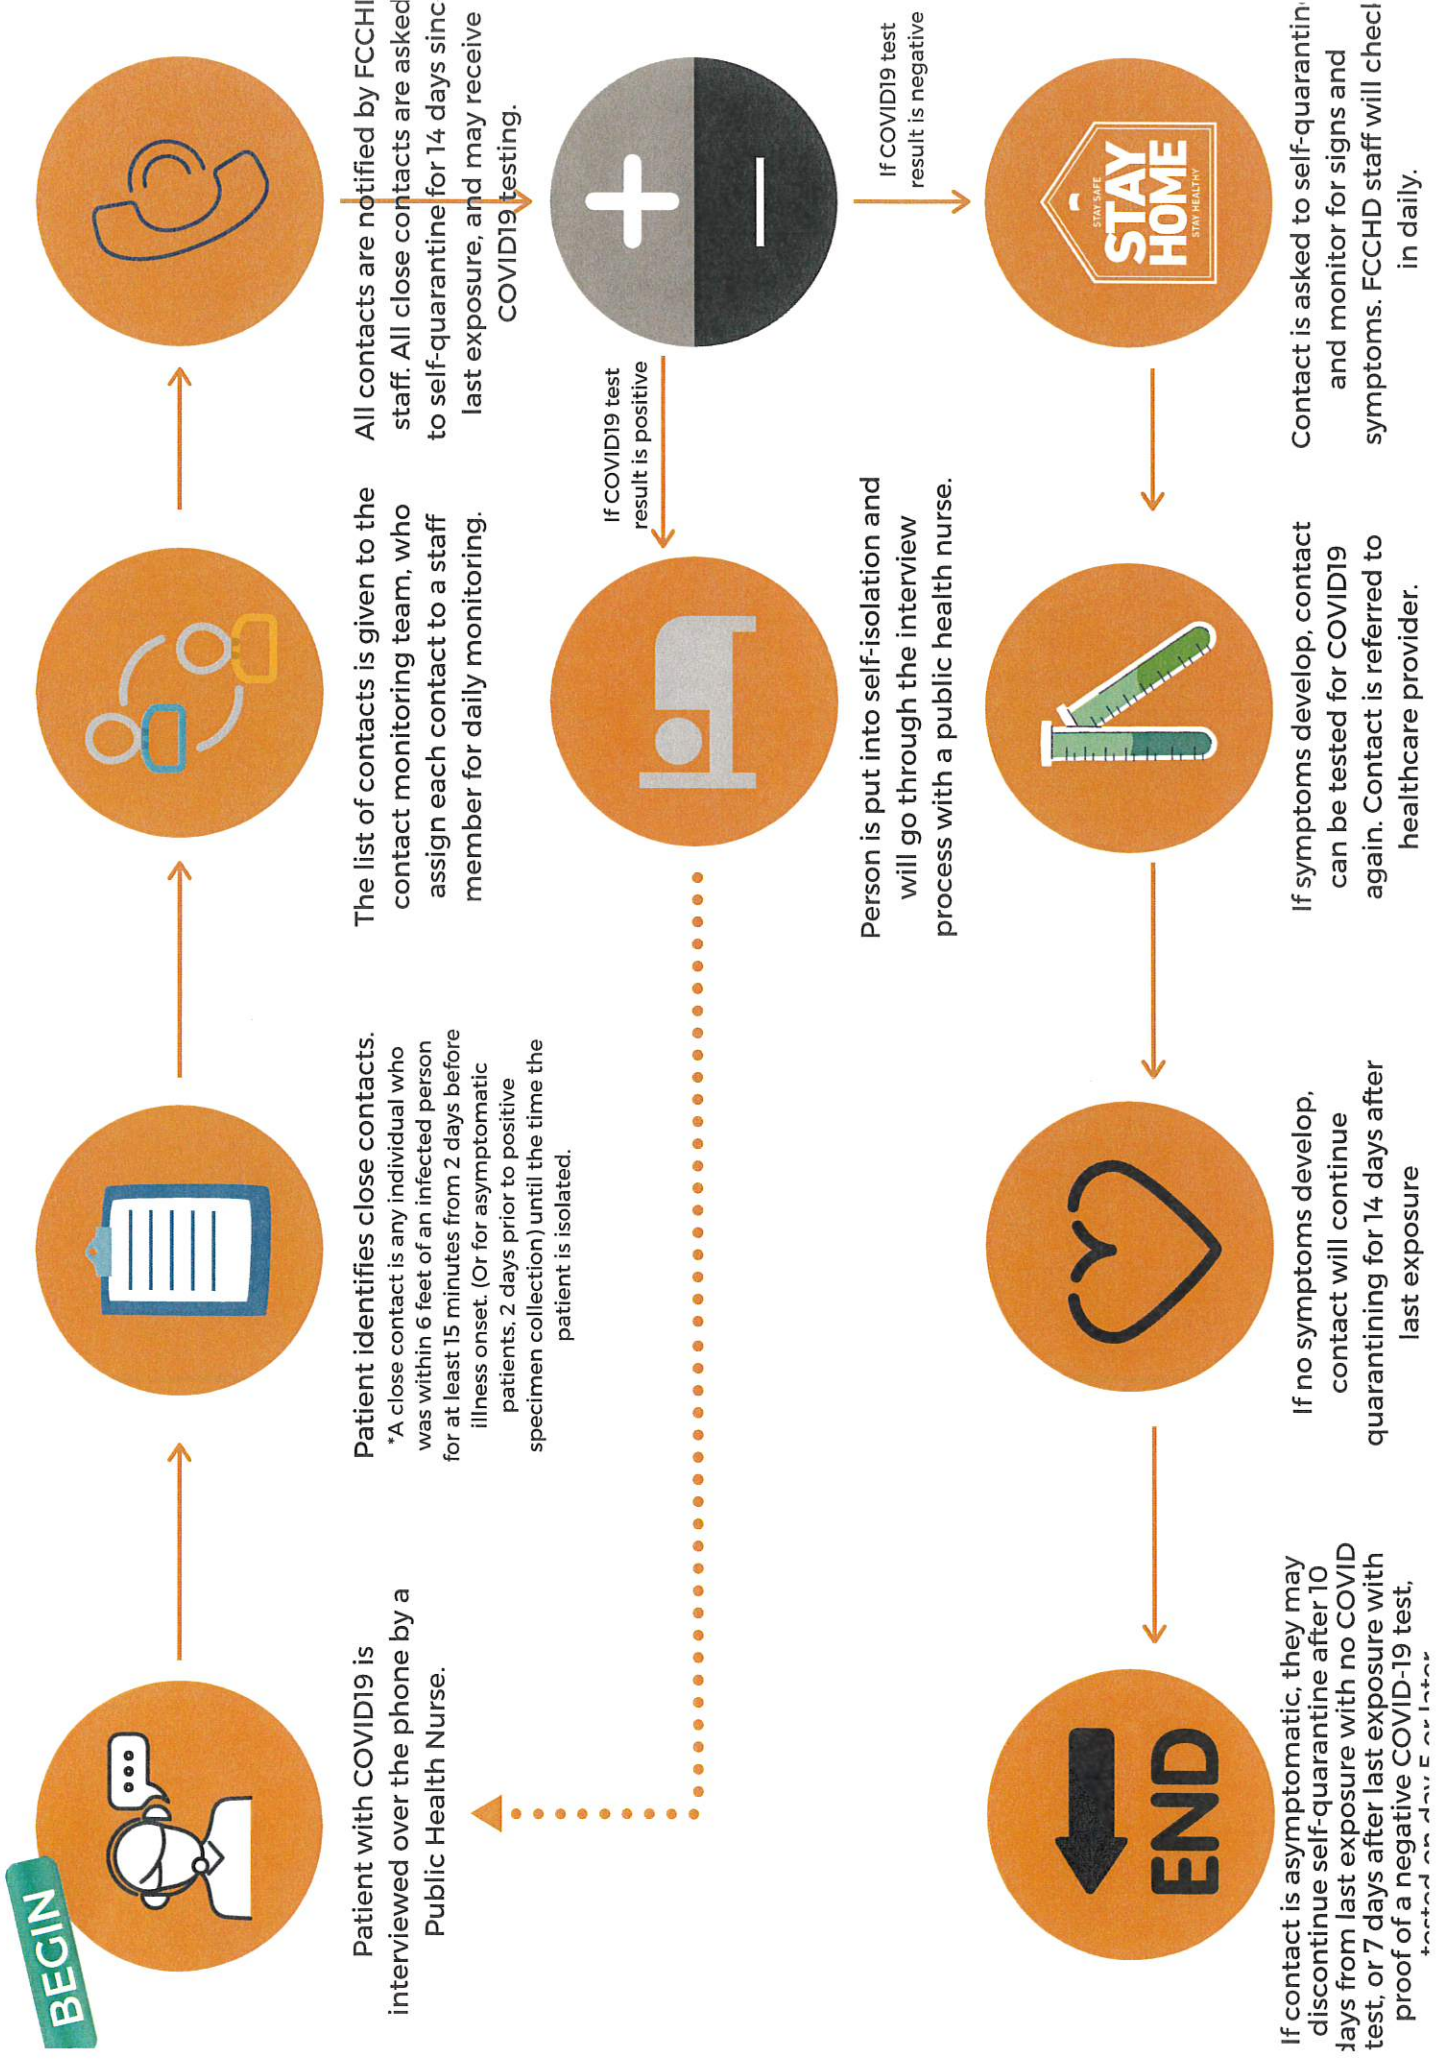 BEGIN
Patient with COVID19 is
interviewed over the phone by a
Public Health Nurse.
Patient identifies close contacts.
*A close contact is any individual who
was within 6 feet of an infected person
for at least 15 minutes from 2 days before
illness onset. (Or for asymptomatic
patients, 2 days prior to positive
specimen collection) until the time the
patient is isolated.
The list of contacts is given to the
contact monitoring team, who
assign each contact to a staff
member for daily monitoring.
All contacts are notified by FCCH
staff. All close contacts are asked
to self-quarantine for 14 days sinc
last exposure, and may receive
COVID19 testing.
If COVID19 test
result is positive
Person is put into self-isolation and
will go through the interview
process with a public health nurse.
If COVID19 test
result is negative
STAY SAFE
STAY
HOME
STAY HEALTHY
Contact is asked to self-quarantin
and monitor for signs and
symptoms. FCCHD staff will chec
in daily.
If symptoms develop, contact
can be tested for COVID19
again. Contact is referred to
healthcare provider.
If no symptoms develop,
contact will continue
quarantining for 14 days after
last exposure
END
If contact is asymptomatic, they may
discontinue self-quarantine after 10
days from last exposure with no COVID
test, or 7 days after last exposure with
proof of a negative COVID-19 test,
tested on day 5 or later